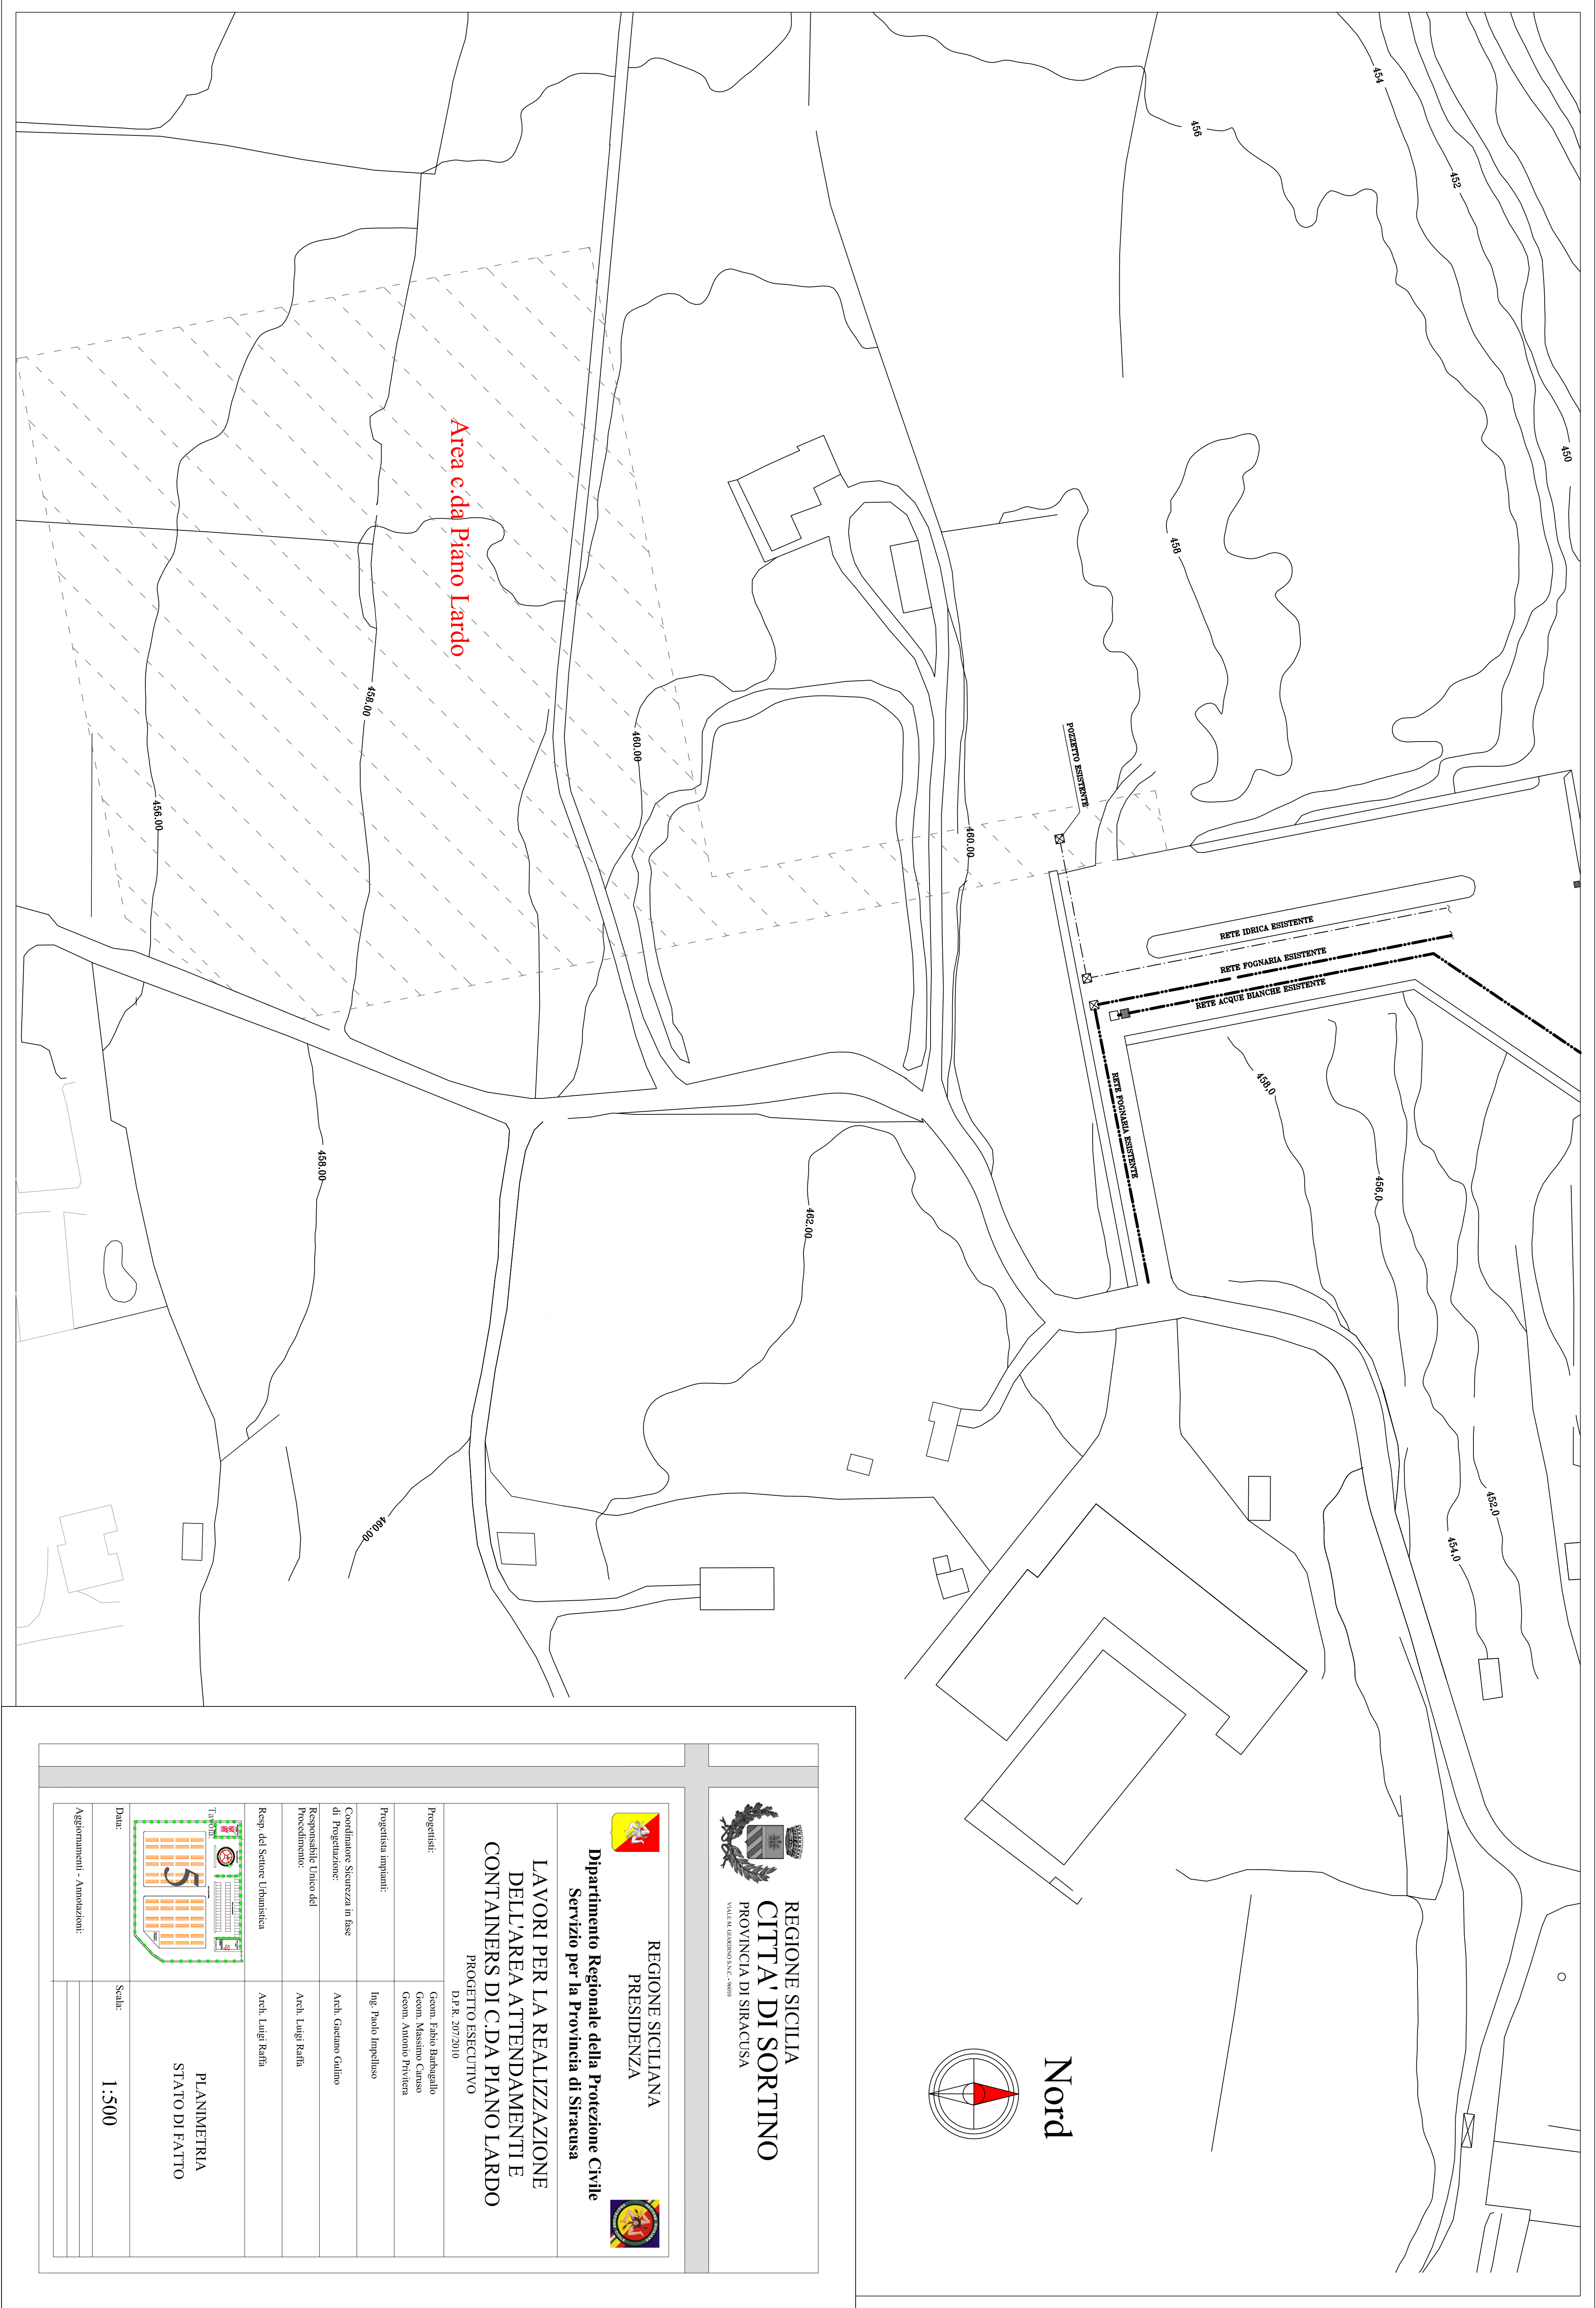 454
456
452
450
458
Area c.da Piano Lardo
458.00
460.00
456.00
460.00
POZZETTO ESISTENTE
RETE IDRICA ESISTENTE
RETE FOGNARIA ESISTENTE
RETE ACQUE BIANCHE ESISTENTE
RETE FOGNARIA ESISTENTE
458,0
456,0
458.00
462.00
460.00
452,0
454,0
Nord
REGIONE SICILIA
CITTA' DI SORTINO
PROVINCIA DI SIRACUSA
VIALE M. GIARDINO S.N.C. - 96010
REGIONE SICILIANA
PRESIDENZA
Dipartimento Regionale della Protezione Civile
Servizio per la Provincia di Siracusa
LAVORI PER LA REALIZZAZIONE
DELL'AREA ATTENDAMENTI E
CONTAINERS DI C.DA PIANO LARDO
PROGETTO ESECUTIVO
D.P.R. 207/2010
Progettisti:
Geom. Fabio Barbagallo
Geom. Massimo Caruso
Geom. Antonio Privitera
Progettista impianti:
Ing. Paolo Impelluso
Coordinatore Sicurezza in fase
di Progettazione:
Arch. Gaetano Gulino
Responsabile Unico del
Procedimento:
Arch. Luigi Raffa
Resp. del Settore Urbanistica
Arch. Luigi Raffa
Tavola:
5
PLANIMETRIA
STATO DI FATTO
Data:
Scala:
1:500
Aggiornamenti - Annotazioni: